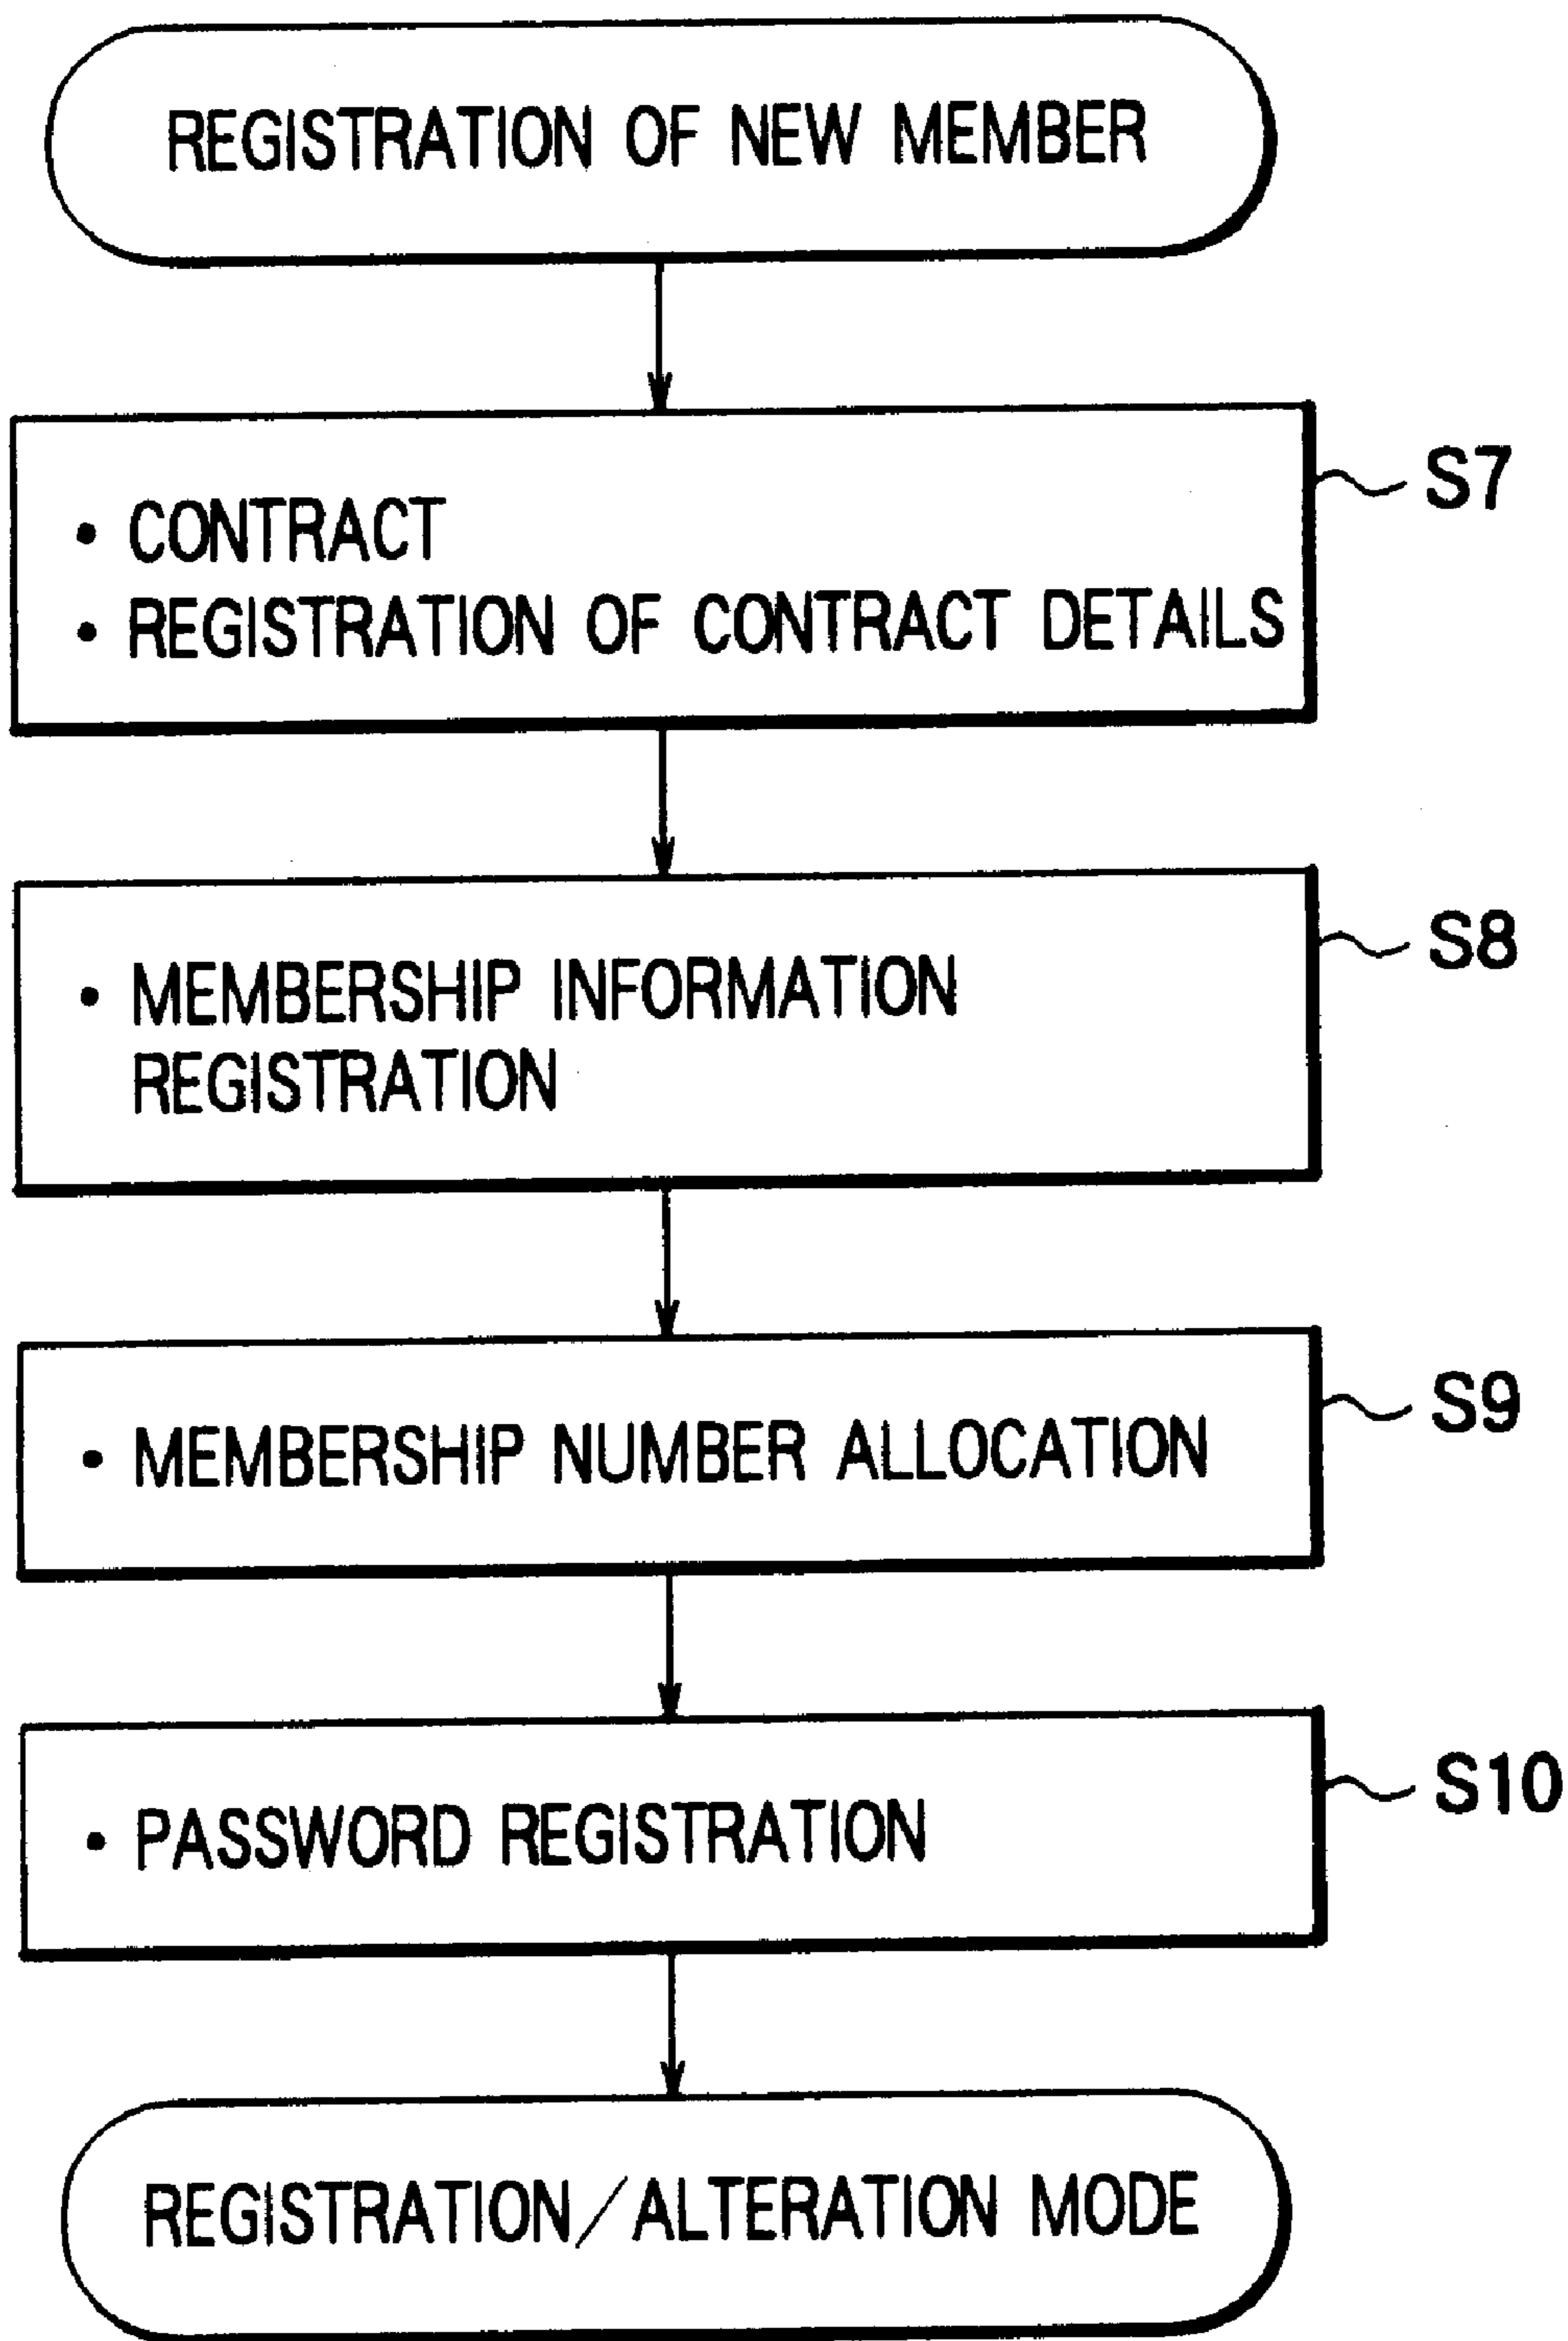 REGISTRATION OF NEW MEMBER
S7
• CONTRACT
• REGISTRATION OF CONTRACT DETAILS
S8
• MEMBERSHIP INFORMATION
REGISTRATION
S9
• MEMBERSHIP NUMBER ALLOCATION
S10
• PASSWORD REGISTRATION
REGISTRATION/ALTERATION MODE